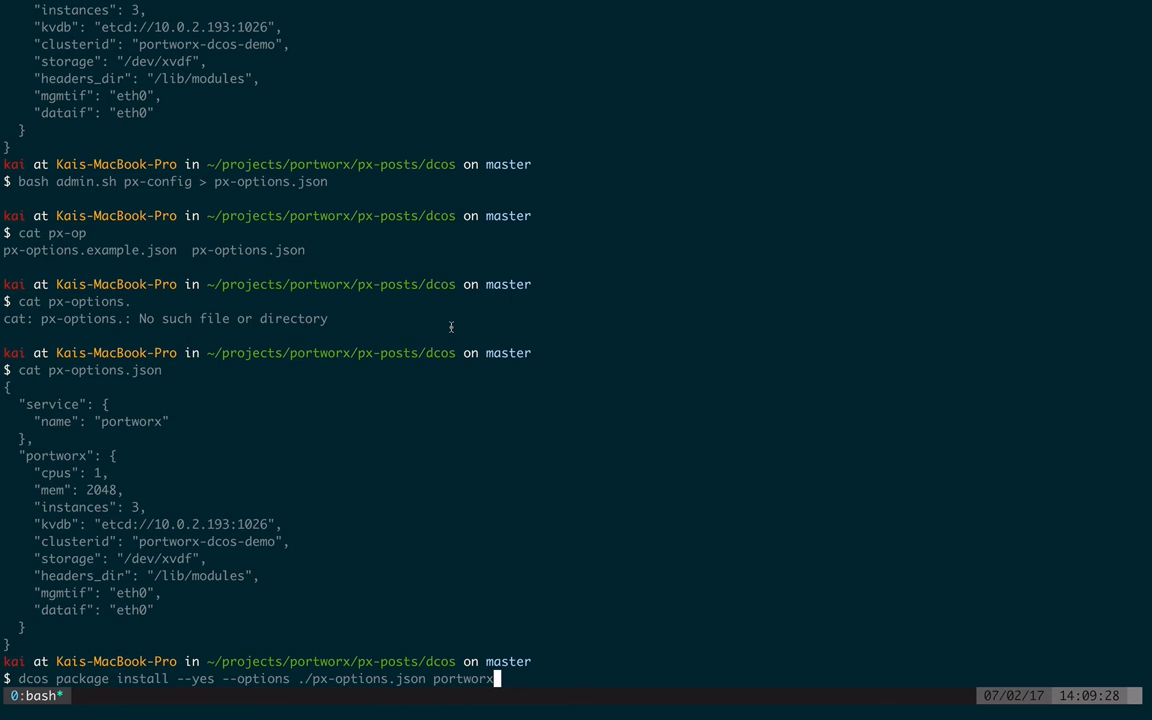 "instances": 3,
    "kvdb": "etcd://10.0.2.193:1026",
    "clusterid": "portworx-dcos-demo",
    "storage": "/dev/xvdf",
    "headers_dir": "/lib/modules",
    "mgmtif": "eth0",
    "dataif": "eth0"
  }
}
kai at Kais-MacBook-Pro in ~/projects/portworx/px-posts/dcos on master
$ bash admin.sh px-config > px-options.json

kai at Kais-MacBook-Pro in ~/projects/portworx/px-posts/dcos on master
$ cat px-op
px-options.example.json  px-options.json

kai at Kais-MacBook-Pro in ~/projects/portworx/px-posts/dcos on master
$ cat px-options.
cat: px-options.: No such file or directory

kai at Kais-MacBook-Pro in ~/projects/portworx/px-posts/dcos on master
$ cat px-options.json
{
  "service": {
    "name": "portworx"
  },
  "portworx": {
    "cpus": 1,
    "mem": 2048,
    "instances": 3,
    "kvdb": "etcd://10.0.2.193:1026",
    "clusterid": "portworx-dcos-demo",
    "storage": "/dev/xvdf",
    "headers_dir": "/lib/modules",
    "mgmtif": "eth0",
    "dataif": "eth0"
  }
}
kai at Kais-MacBook-Pro in ~/projects/portworx/px-posts/dcos on master
$ dcos package install --yes --options ./px-options.json portworx
0:bash* 07/02/17 14:09:28